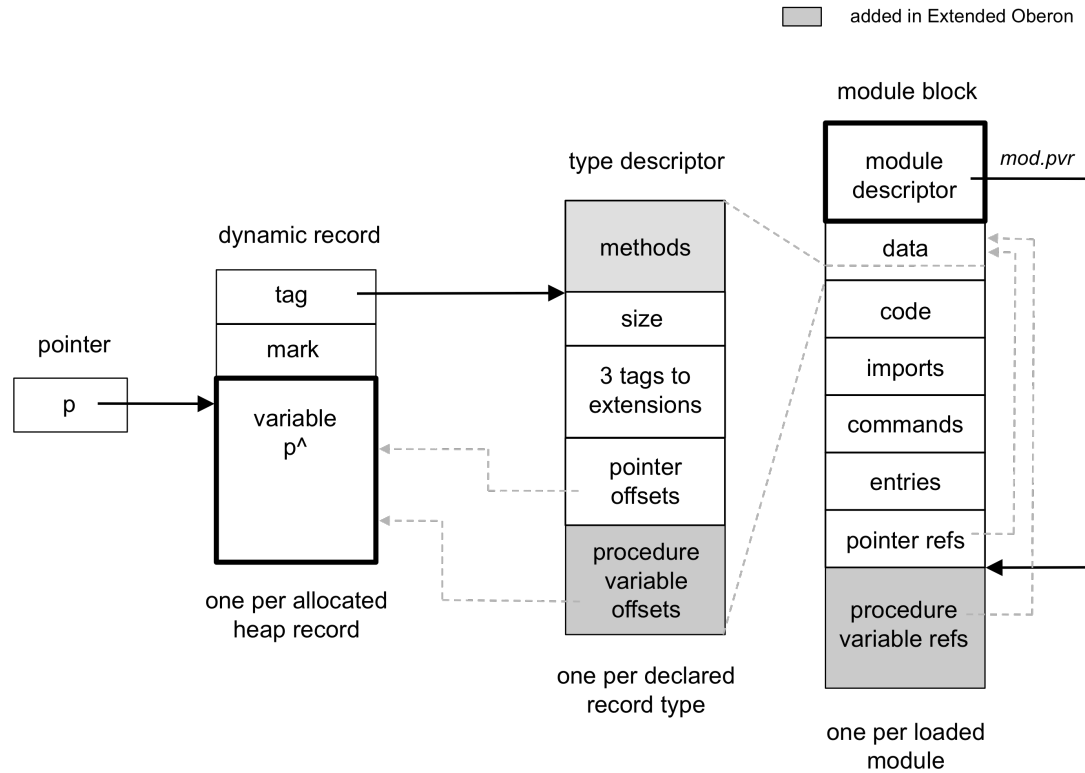 added in Extended Oberon
module block
module
descriptor
mod.pvr
type descriptor
methods
data
dynamic record
tag
size
code
pointer
mark
3 tags to
extensions
imports
p
variable
p^
commands
pointer
offsets
entries
pointer refs
procedure
variable
offsets
procedure
variable refs
one per allocated
heap record
one per declared
record type
one per loaded
module